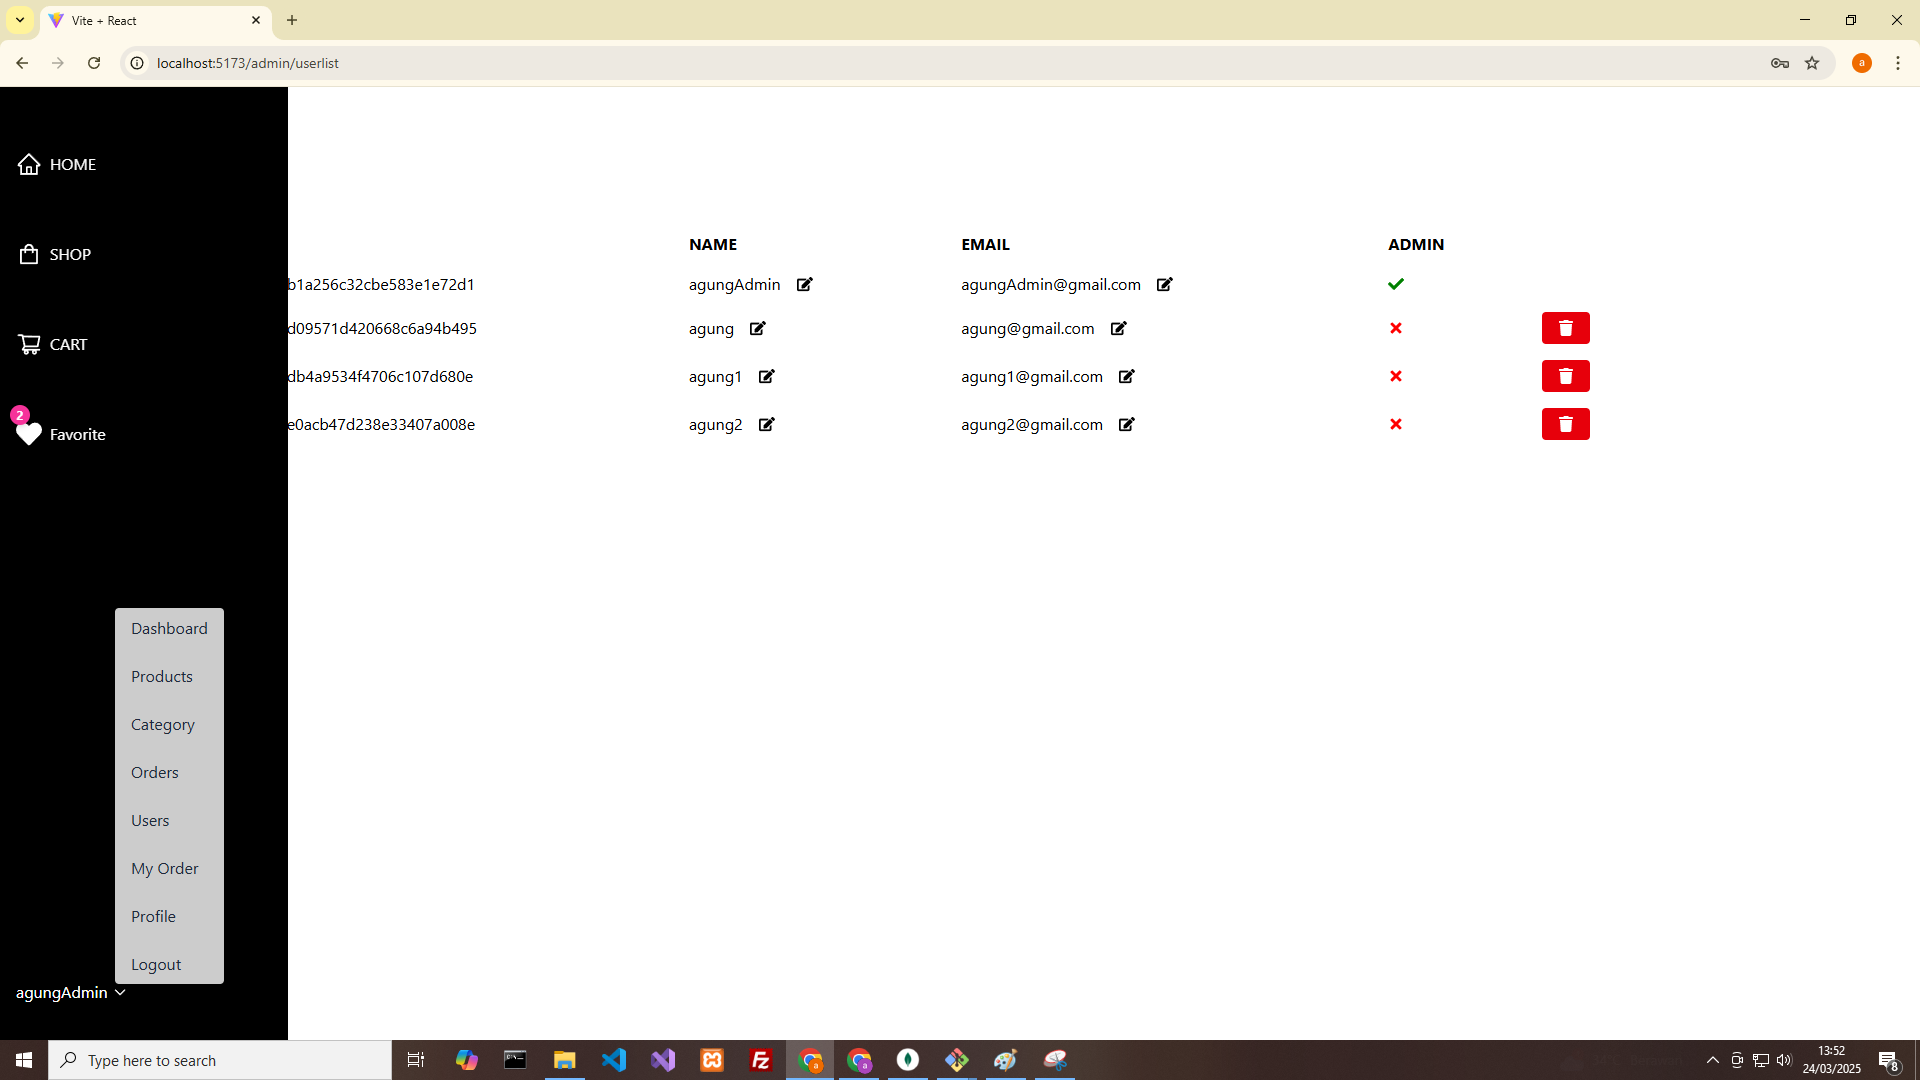 Vite + React
localhost:5173/admin/userlist
a
HOME
SHOP
CART
2
Favorite
NAME EMAIL ADMIN
b1a256c32cbe583e1e72d1 agungAdmin agungAdmin@gmail.com
d09571d420668c6a94b495 agung agung@gmail.com
db4a9534f4706c107d680e agung1 agung1@gmail.com
e0acb47d238e33407a008e agung2 agung2@gmail.com
Dashboard
Products
Category
Orders
Users
My Order
Profile
Logout
agungAdmin
Type here to search
Fz
a
a
13:52
24/03/2025
8